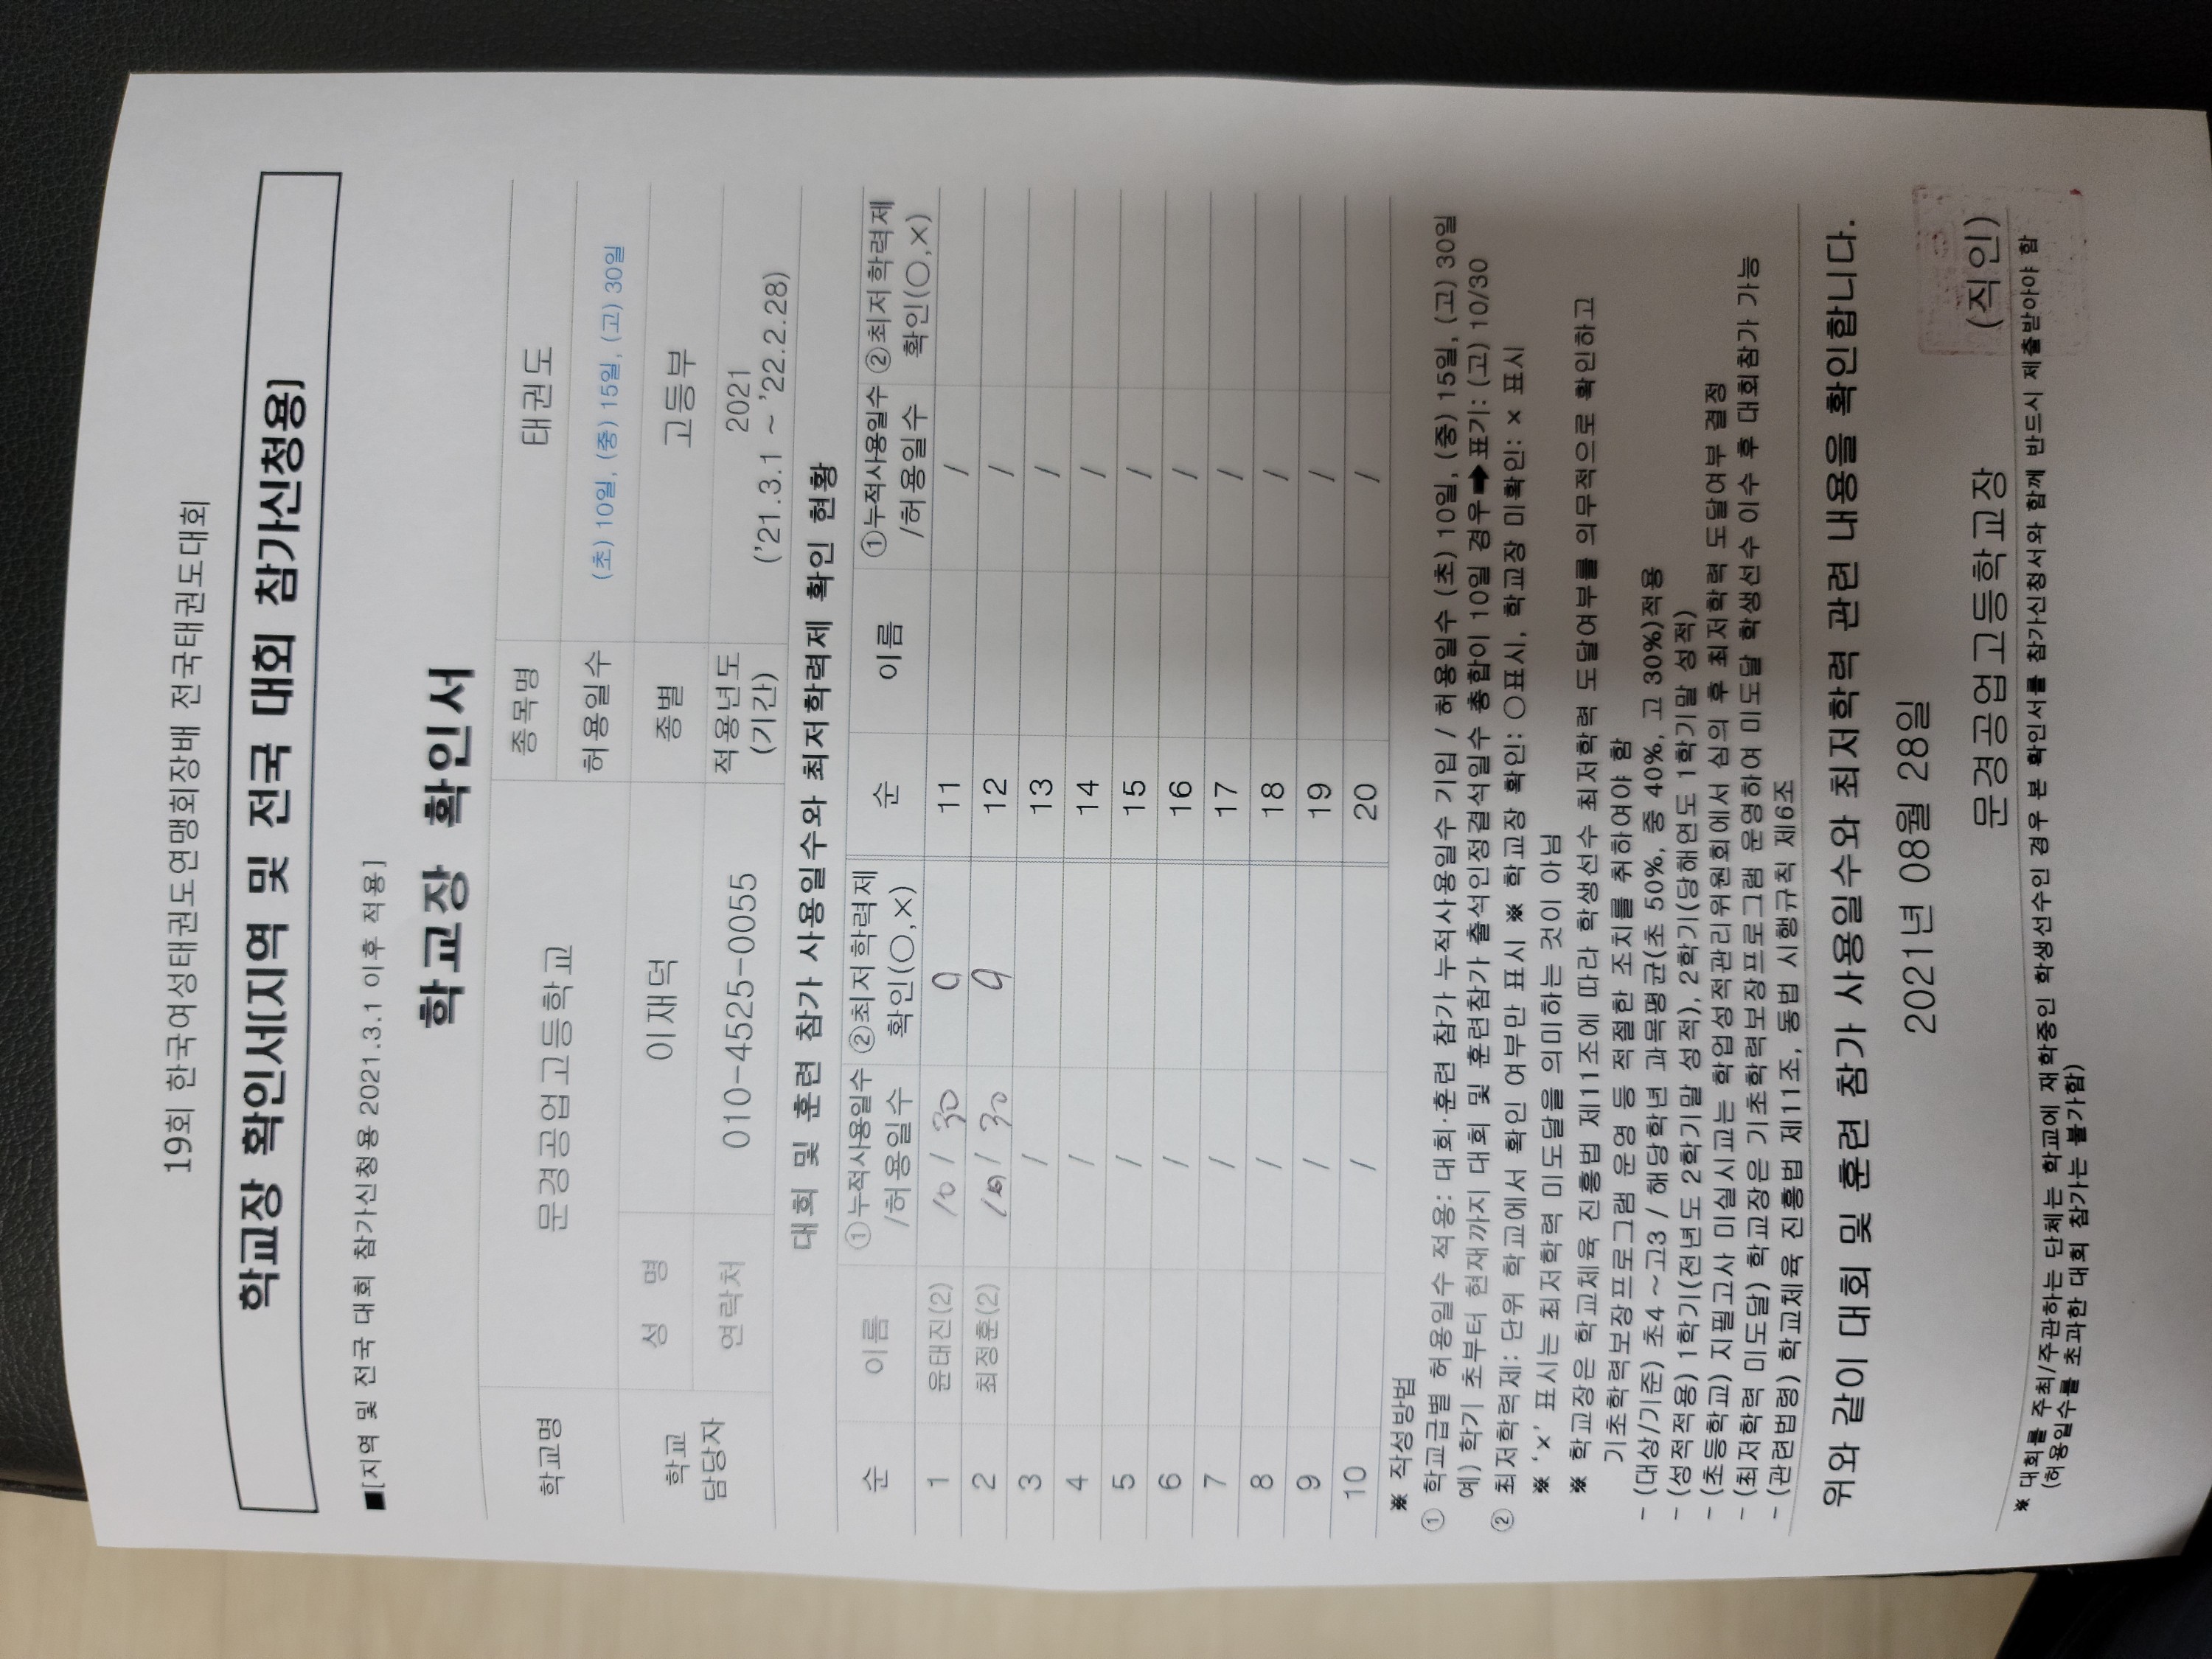 19회 한국여성태권도연맹회장배 전국태권도대회
학교장 확인서[지역 및 전국 대회 참가신청용]
■[지역 및 전국 대회 참가신청용 2021.3.1 이후 적용]
학교장 확인서
학교명 문경공업고등학교 종목명 태권도
허용일수 (초) 10일, (중) 15일, (고) 30일
학교 담당자 성 명 이재덕 종별 고등부
연락처 010-4525-0055 적용년도 (기간) 2021 ('21.3.1 ~ '22.2.28)
대회 및 훈련 참가 사용일수와 최저학력제 확인 현황
순 이름 ①누적사용일수 /허용일수 ②최저학력제 확인(○,×) 순 이름 ①누적사용일수 /허용일수 ②최저학력제 확인(○,×)
1 윤태진(2) 10 / 30 O 11 /
2 최정훈(2) / 30 12 /
3 / 13 /
4 / 14 /
5 / 15 /
6 / 16 /
7 / 17 /
8 / 18 /
9 / 19 /
10 / 20 /
※ 작성방법
① 학교급별 허용일수 적용: 대회·훈련 참가 누적사용일수 기입 / 허용일수 (초) 10일, (중) 15일, (고) 30일
예) 학기 초부터 현재까지 대회 및 훈련참가 출석인정결석일수 총합이 10일 경우 ➡ 표기: (고) 10/30
② 최저학력제: 단위 학교에서 확인 여부만 표시 ※ 학교장 확인: ○표시, 학교장 미확인: × 표시
※ '×' 표시는 최저학력 미도달을 의미하는 것이 아님
※ 학교장은 학교체육 진흥법 제11조에 따라 학생선수 최저학력 도달여부를 의무적으로 확인하고
기초학력보장프로그램 운영 등 적절한 조치를 취하여야 함
- (대상/기준) 초4 ~ 고3 / 해당학년 과목평균(초 50%, 중 40%, 고 30%)적용
- (성적적용) 1학기(전년도 2학기말 성적), 2학기(당해연도 1학기말 성적)
- (초등학교) 지필고사 미실시교는 학업성적관리위원회에서 심의 후 최저학력 도달여부 결정
- (최저학력 미도달) 학교장은 기초학력보장프로그램 운영하여 미도달 학생선수 이수 후 대회참가 가능
- (관련법령) 학교체육 진흥법 제11조, 동법 시행규칙 제6조
위와 같이 대회 및 훈련 참가 사용일수와 최저학력 관련 내용을 확인합니다.
2021년 08월 28일
문경공업고등학교장 (직인)
※ 대회를 주최/주관하는 단체는 학교에 재학중인 학생선수인 경우 본 확인서를 참가신청서와 함께 반드시 제출받아야 함
(허용일수를 초과한 대회 참가는 불가함)